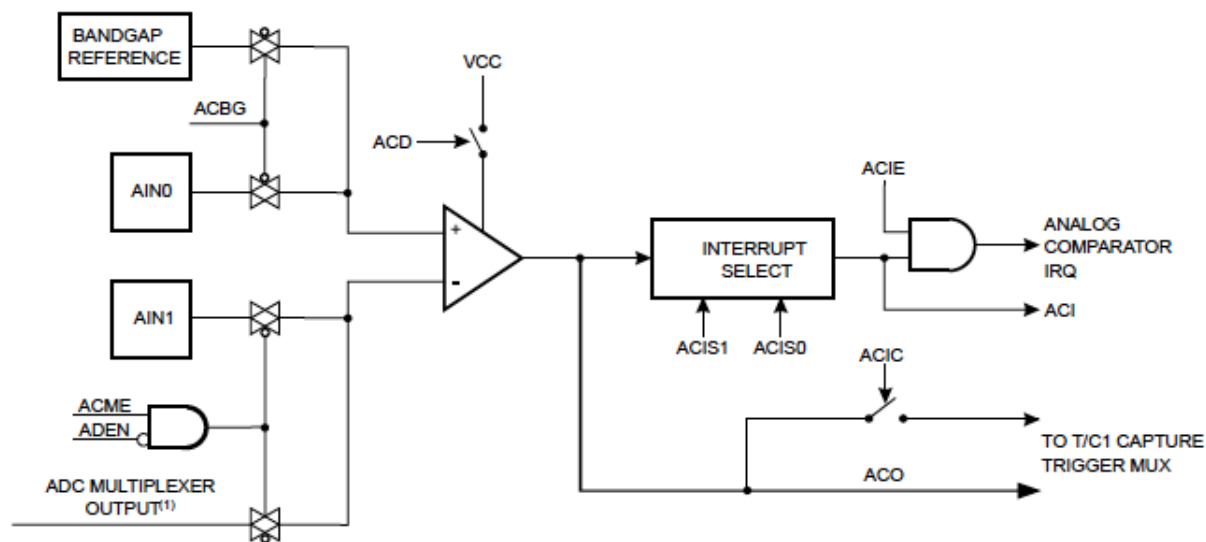 BANDGAP
REFERENCE
ACBG
AIN0
AIN1
ACME
ADEN
ADC MULTIPLEXER
OUTPUT(1)
VCC
ACD
+
-
INTERRUPT
SELECT
ACIS1
ACIS0
ACIE
ANALOG
COMPARATOR
IRQ
ACI
ACIC
TO T/C1 CAPTURE
TRIGGER MUX
ACO